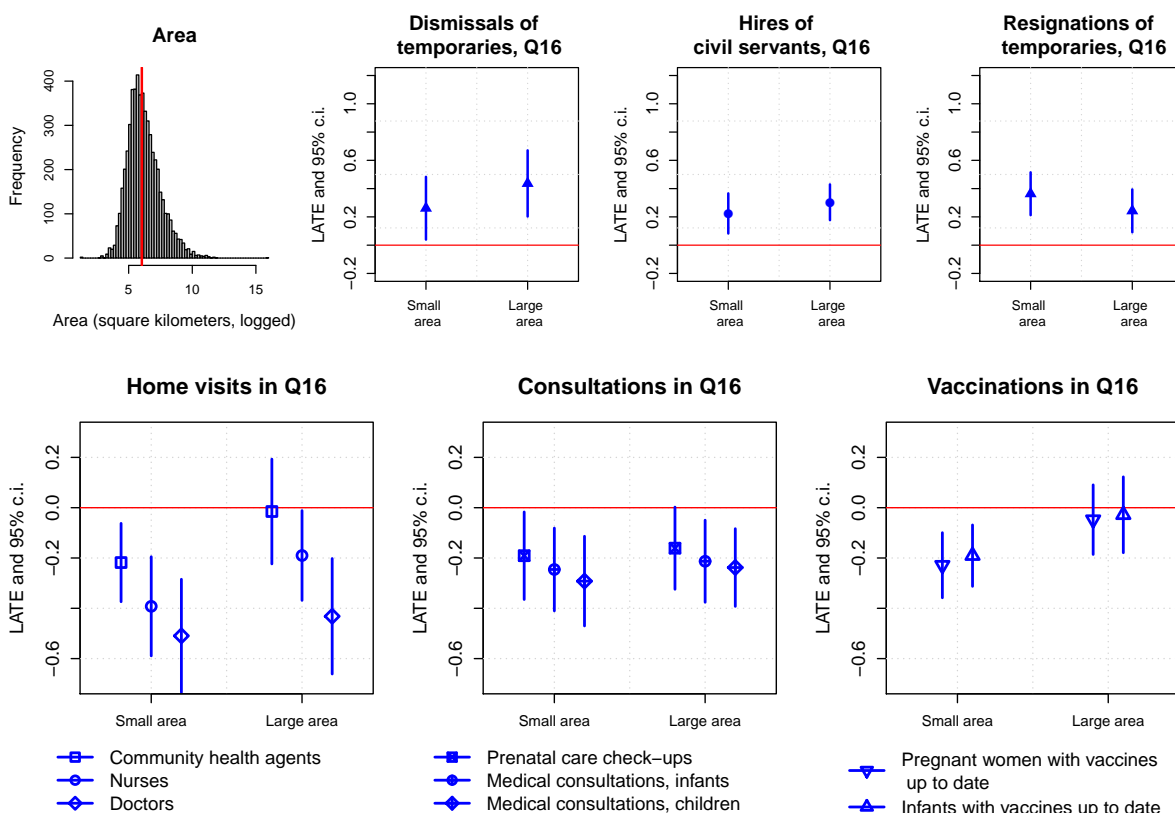 Area
Frequency
400
300
200
100
0
5 10 15
Area (square kilometers, logged)
Dismissals of
temporaries, Q16
LATE and 95% c.i.
1.0
0.6
0.2
−0.2
Small
area
Large
area
Hires of
civil servants, Q16
LATE and 95% c.i.
1.0
0.6
0.2
−0.2
Small
area
Large
area
Resignations of
temporaries, Q16
LATE and 95% c.i.
1.0
0.6
0.2
−0.2
Small
area
Large
area
Home visits in Q16
LATE and 95% c.i.
0.2
0.0
−0.2
−0.6
Small area Large area
Community health agents
Nurses
Doctors
Consultations in Q16
LATE and 95% c.i.
0.2
0.0
−0.2
−0.6
Small area Large area
Prenatal care check−ups
Medical consultations, infants
Medical consultations, children
Vaccinations in Q16
LATE and 95% c.i.
0.2
0.0
−0.2
−0.6
Small area Large area
Pregnant women with vaccines
up to date
Infants with vaccines up to date